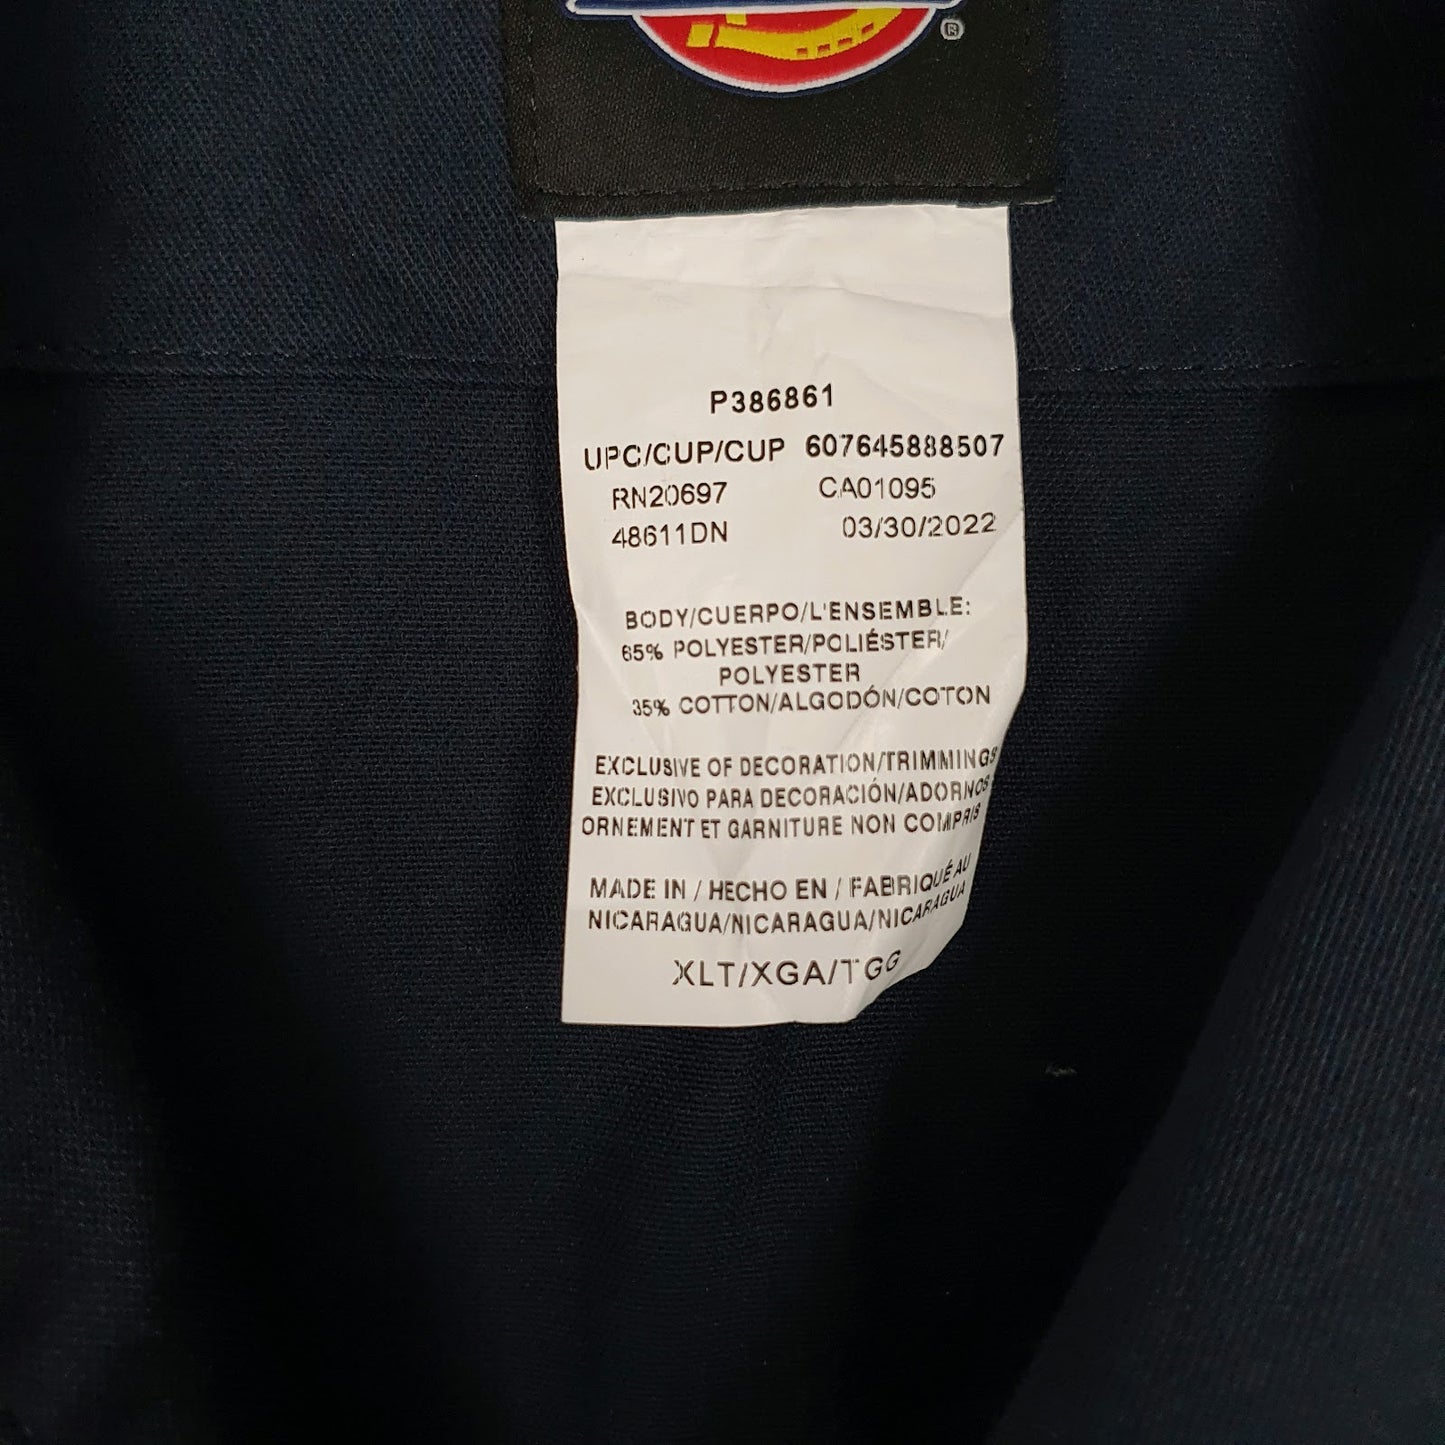 ®
P386861
UPC/CUP/CUP 607645888507
RN20697 CA01095
48611DN 03/30/2022
BODY/CUERPO/L'ENSEMBLE:
65% POLYESTER/POLIÉSTER/
POLYESTER
35% COTTON/ALGODÓN/COTON
EXCLUSIVE OF DECORATION/TRIMMINGS
EXCLUSIVO PARA DECORACIÓN/ADORNOS
ORNEMENT ET GARNITURE NON COMPRIS
MADE IN / HECHO EN / FABRIQUÉ AU
NICARAGUA/NICARAGUA/NICARAGUA
XLT/XGA/TGG